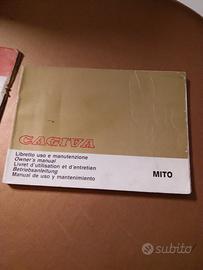 CAGIVA
Libretto uso e manutenzione
Owner's manual
Livret d'utilisation et d'entretien
Betriebsanleitung
Manual de uso y mantenimiento
MITO
subito